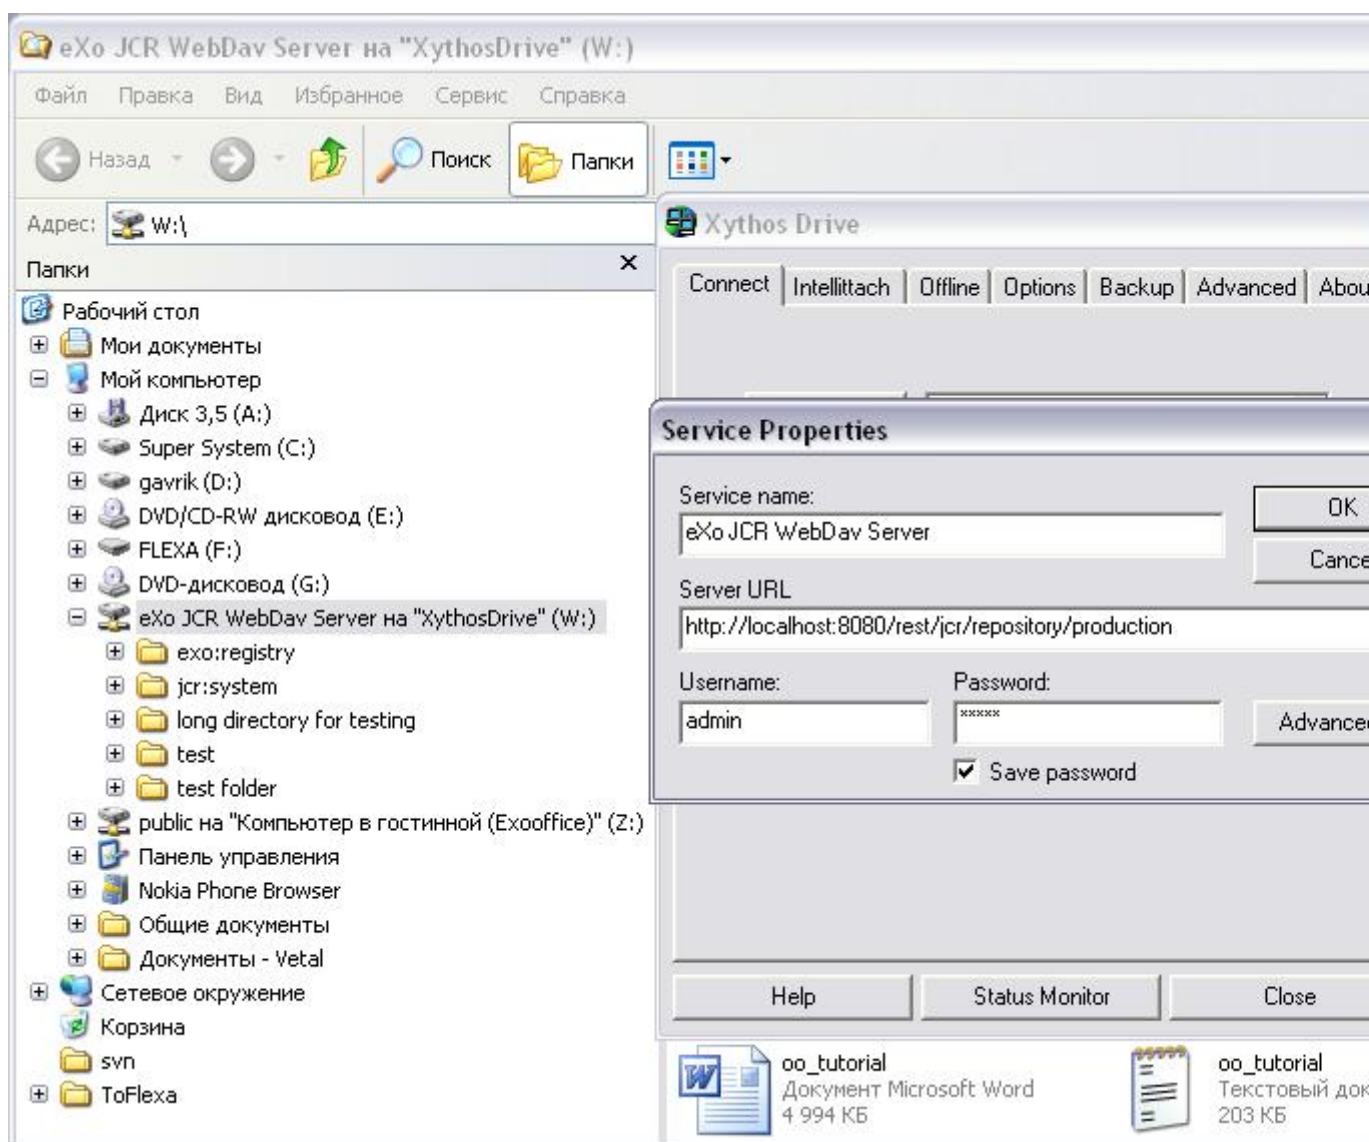 eXo JCR WebDav Server на "XythosDrive" (W:)
Файл Правка Вид Избранное Сервис Справка
Назад Поиск Папки
Адрес: W:\
Папки
Рабочий стол
Мои документы
Мой компьютер
Диск 3,5 (A:)
Super System (C:)
gavrik (D:)
DVD/CD-RW дисковод (E:)
FLEXA (F:)
DVD-дисковод (G:)
eXo JCR WebDav Server на "XythosDrive" (W:)
exo:registry
jcr:system
long directory for testing
test
test folder
public на "Компьютер в гостинной (Exooffice)" (Z:)
Панель управления
Nokia Phone Browser
Общие документы
Документы - Vetal
Сетевое окружение
Корзина
svn
ToFlexa
Xythos Drive
Connect Intellittach Offline Options Backup Advanced Abou
Service Properties
Service name:
eXo JCR WebDav Server
OK
Cance
Server URL
http://localhost:8080/rest/jcr/repository/production
Username: Password:
admin xxxxx
Advanced
Save password
Help Status Monitor Close
oo_tutorial
Документ Microsoft Word
4 994 КБ
oo_tutorial
Текстовый док
203 КБ